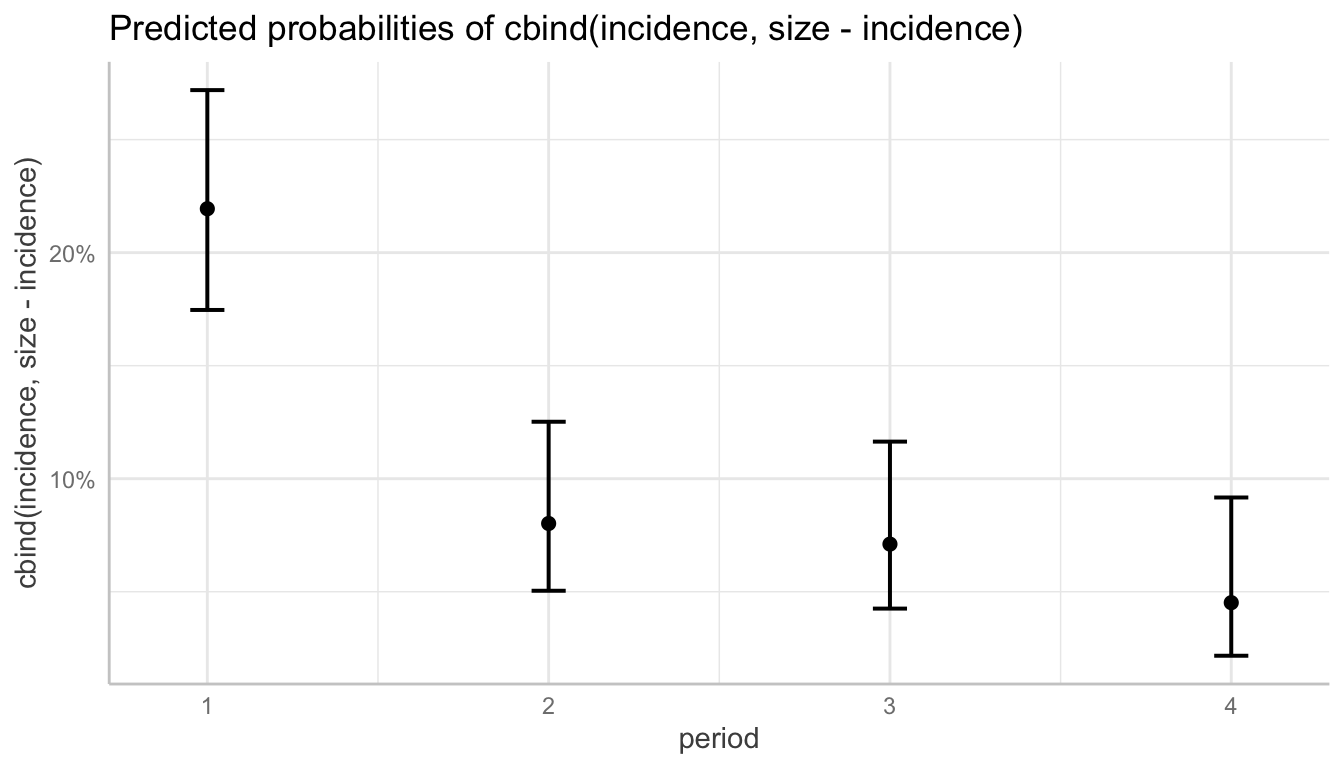 Predicted probabilities of cbind(incidence, size - incidence)
cbind(incidence, size - incidence)
20%
10%
1
2
3
4
period